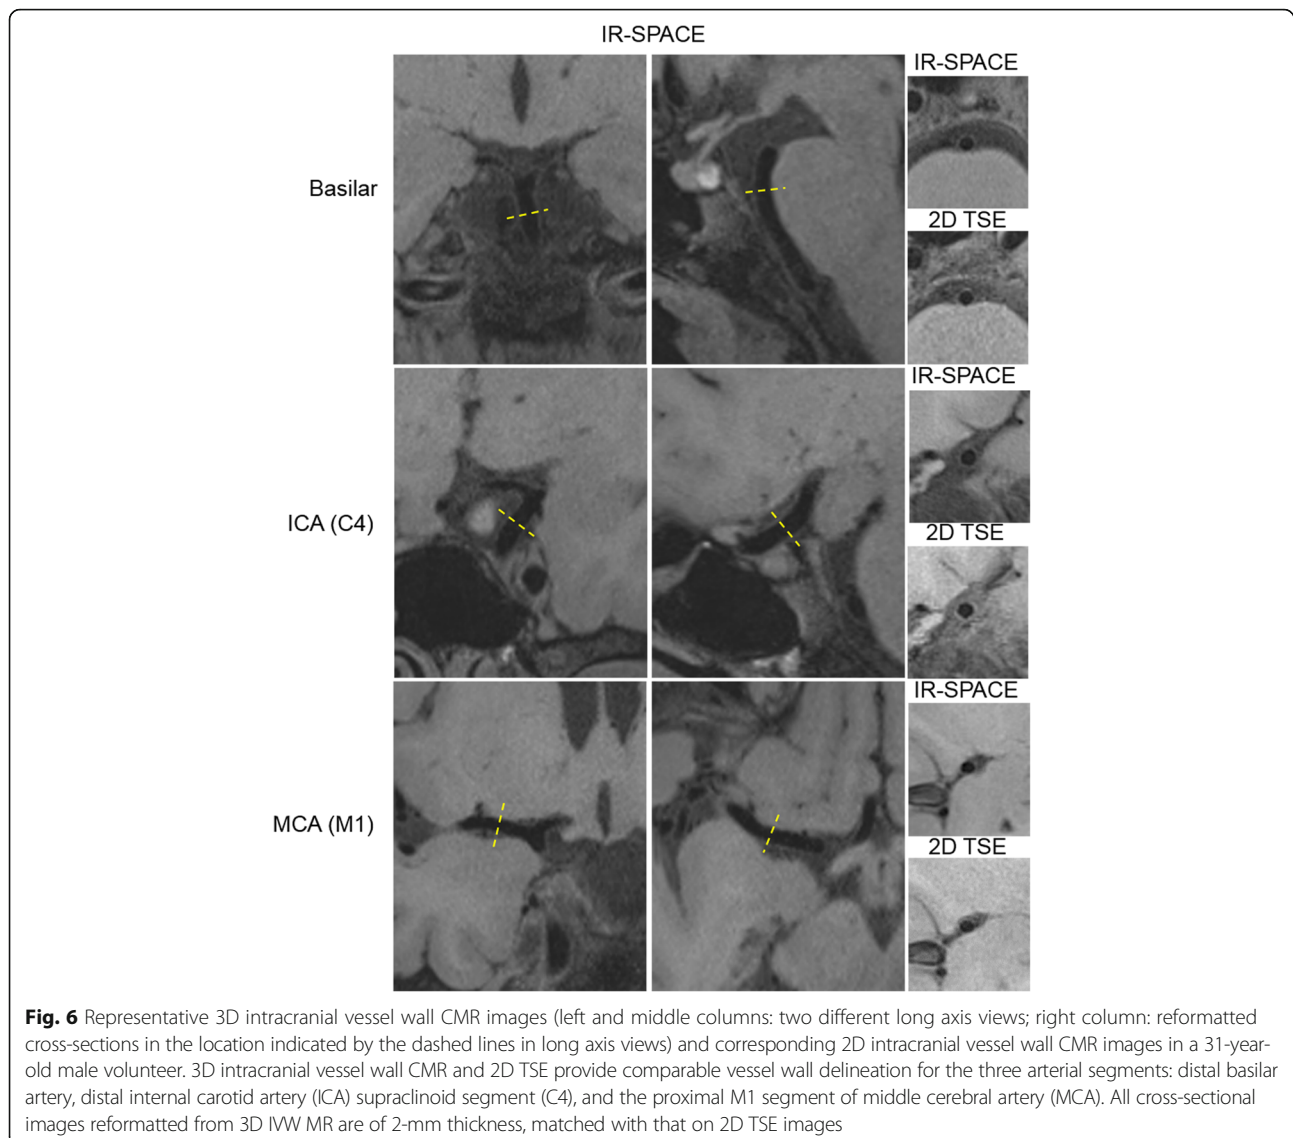 IR-SPACE
IR-SPACE
Basilar
2D TSE
IR-SPACE
ICA (C4)
2D TSE
IR-SPACE
MCA (M1)
2D TSE
Fig. 6 Representative 3D intracranial vessel wall CMR images (left and middle columns: two different long axis views; right column: reformatted
cross-sections in the location indicated by the dashed lines in long axis views) and corresponding 2D intracranial vessel wall CMR images in a 31-year-
old male volunteer. 3D intracranial vessel wall CMR and 2D TSE provide comparable vessel wall delineation for the three arterial segments: distal basilar
artery, distal internal carotid artery (ICA) supraclinoid segment (C4), and the proximal M1 segment of middle cerebral artery (MCA). All cross-sectional
images reformatted from 3D IVW MR are of 2-mm thickness, matched with that on 2D TSE images